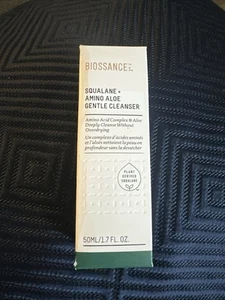 BIOSSANCE
SQUALANE +
AMINO ALOE
GENTLE CLEANSER
Amino Acid Complex & Aloe
Deeply Cleanse Without
Overdrying
Un complexe d'acides aminés
et l'aloès nettoient la peau en
profondeur sans la dessécher
PLANT
DERIVED
SQUALANE
50ML/1.7 FL. OZ.